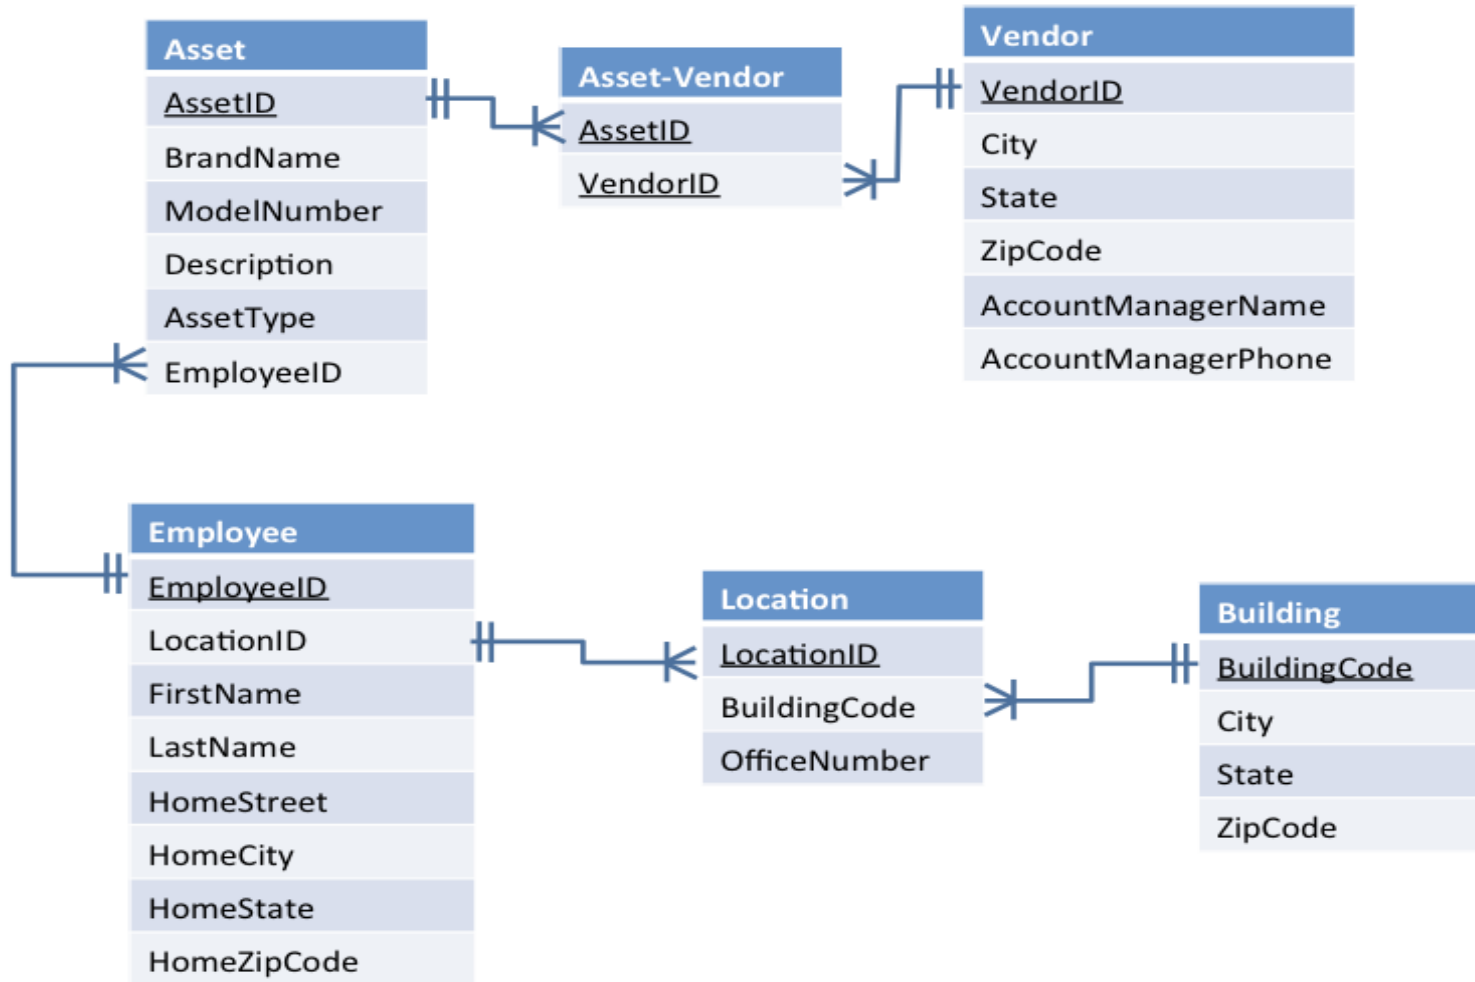 Asset
AssetID
BrandName
ModelNumber
Description
AssetType
EmployeeID
Asset-Vendor
AssetID
VendorID
Vendor
VendorID
City
State
ZipCode
AccountManagerName
AccountManagerPhone
Employee
EmployeeID
LocationID
FirstName
LastName
HomeStreet
HomeCity
HomeState
HomeZipCode
Location
LocationID
BuildingCode
OfficeNumber
Building
BuildingCode
City
State
ZipCode